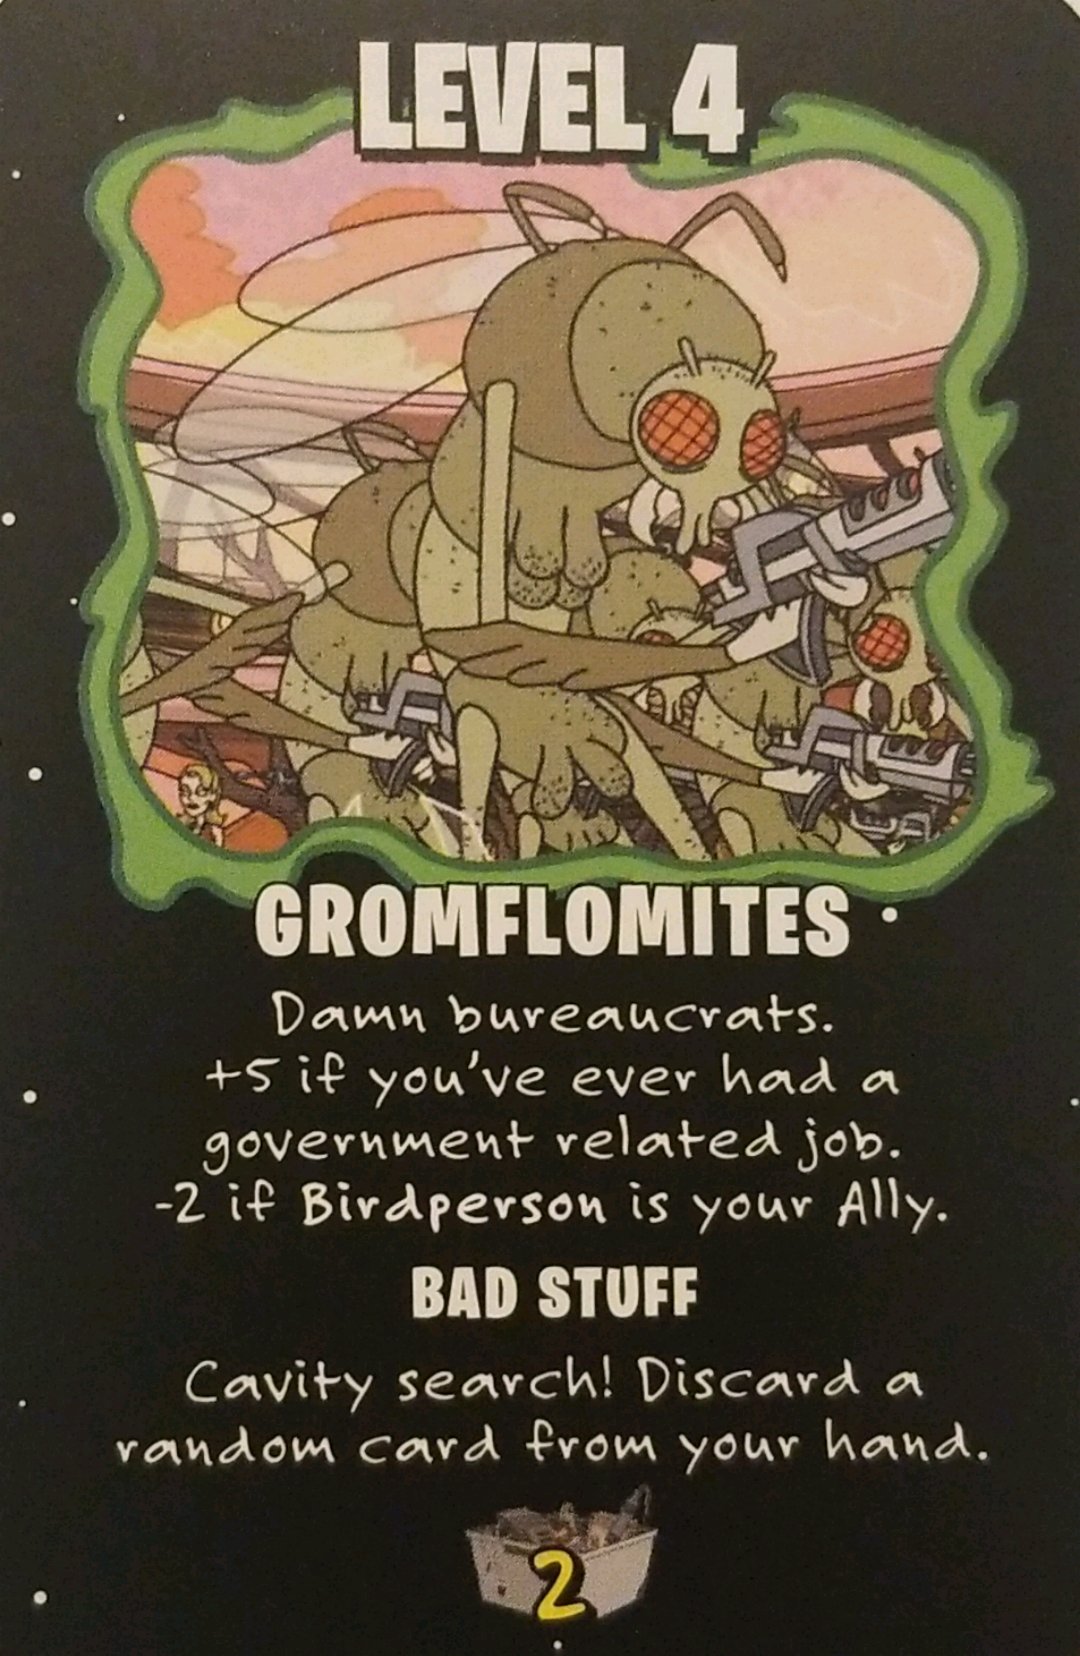 LEVEL 4
GROMFLOMITES
Damn bureaucrats.
+5 if you've ever had a
government related job.
-2 if Birdperson is your Ally.
BAD STUFF
Cavity search! Discard a
random card from your hand.
2